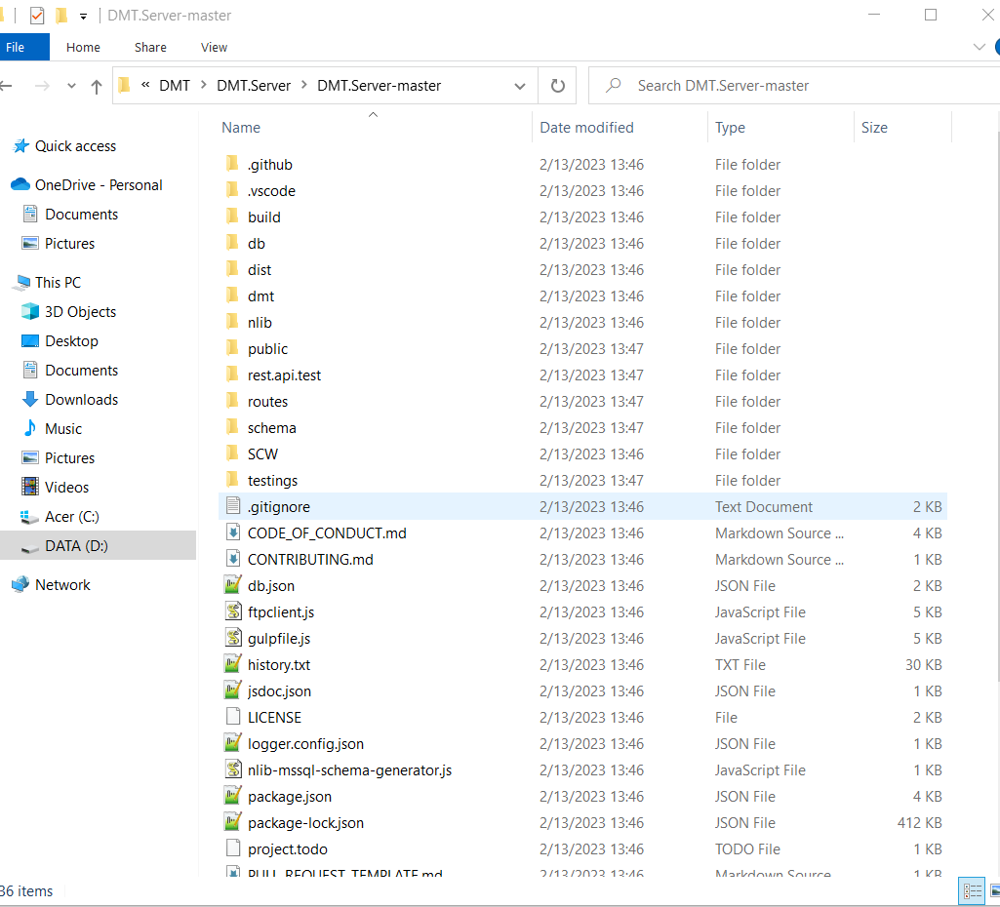 DMT.Server-master
File Home Share View
« DMT > DMT.Server > DMT.Server-master Search DMT.Server-master
Name Date modified Type Size
Quick access
OneDrive - Personal
Documents
Pictures
This PC
3D Objects
Desktop
Documents
Downloads
Music
Pictures
Videos
Acer (C:)
DATA (D:)
Network
.github 2/13/2023 13:46 File folder
.vscode 2/13/2023 13:46 File folder
build 2/13/2023 13:46 File folder
db 2/13/2023 13:46 File folder
dist 2/13/2023 13:46 File folder
dmt 2/13/2023 13:46 File folder
nlib 2/13/2023 13:46 File folder
public 2/13/2023 13:47 File folder
rest.api.test 2/13/2023 13:47 File folder
routes 2/13/2023 13:47 File folder
schema 2/13/2023 13:47 File folder
SCW 2/13/2023 13:46 File folder
testings 2/13/2023 13:47 File folder
.gitignore 2/13/2023 13:46 Text Document 2 KB
CODE_OF_CONDUCT.md 2/13/2023 13:46 Markdown Source ... 4 KB
CONTRIBUTING.md 2/13/2023 13:46 Markdown Source ... 1 KB
db.json 2/13/2023 13:46 JSON File 2 KB
ftpclient.js 2/13/2023 13:46 JavaScript File 5 KB
gulpfile.js 2/13/2023 13:46 JavaScript File 5 KB
history.txt 2/13/2023 13:46 TXT File 30 KB
jsdoc.json 2/13/2023 13:46 JSON File 1 KB
LICENSE 2/13/2023 13:46 File 2 KB
logger.config.json 2/13/2023 13:46 JSON File 1 KB
nlib-mssql-schema-generator.js 2/13/2023 13:46 JavaScript File 1 KB
package.json 2/13/2023 13:46 JSON File 4 KB
package-lock.json 2/13/2023 13:46 JSON File 412 KB
project.todo 2/13/2023 13:46 TODO File 1 KB
PULL_REQUEST_TEMPLATE.md 2/13/2023 13:46 Markdown Source 1 KB
36 items